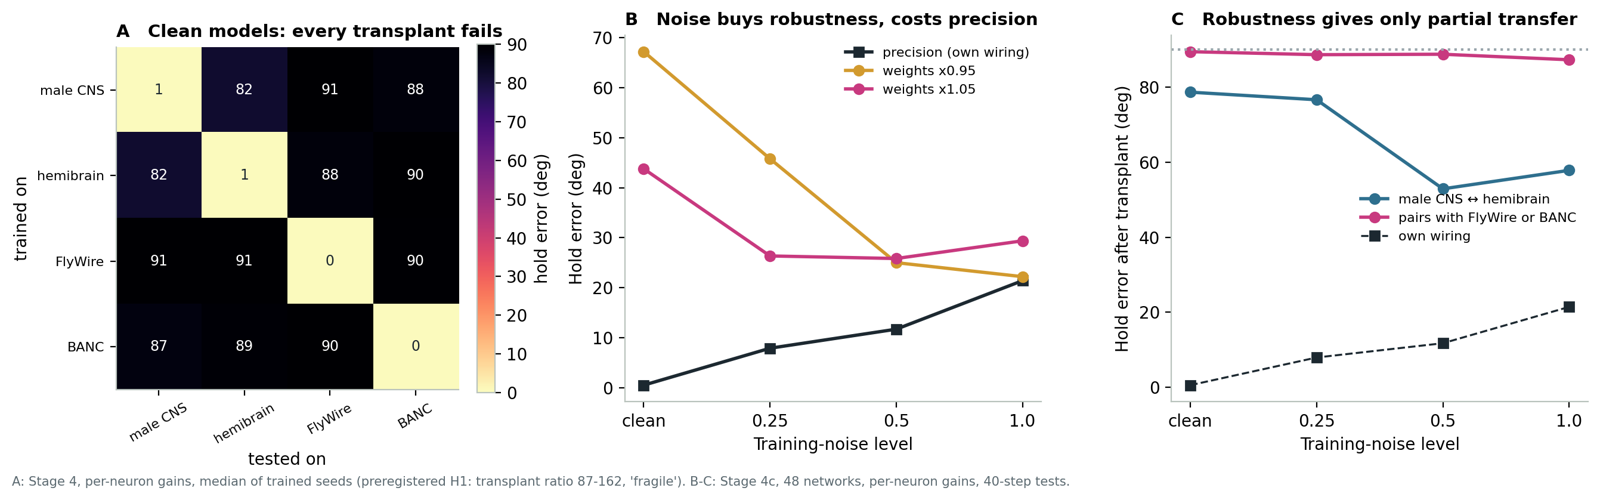 A Clean models: every transplant fails
male CNS
hemibrain
FlyWire
BANC
trained on
1 82 91 88
82 1 88 90
91 91 0 90
87 89 90 0
male CNS hemibrain FlyWire BANC
tested on
90
80
70
60
50
40
30
20
10
0
hold error (deg)
B Noise buys robustness, costs precision
precision (own wiring)
weights x0.95
weights x1.05
Hold error (deg)
70
60
50
40
30
20
10
0
clean 0.25 0.5 1.0
Training-noise level
C Robustness gives only partial transfer
Hold error after transplant (deg)
80
60
40
20
0
male CNS ↔ hemibrain
pairs with FlyWire or BANC
own wiring
clean 0.25 0.5 1.0
Training-noise level
A: Stage 4, per-neuron gains, median of trained seeds (preregistered H1: transplant ratio 87-162, 'fragile'). B-C: Stage 4c, 48 networks, per-neuron gains, 40-step tests.